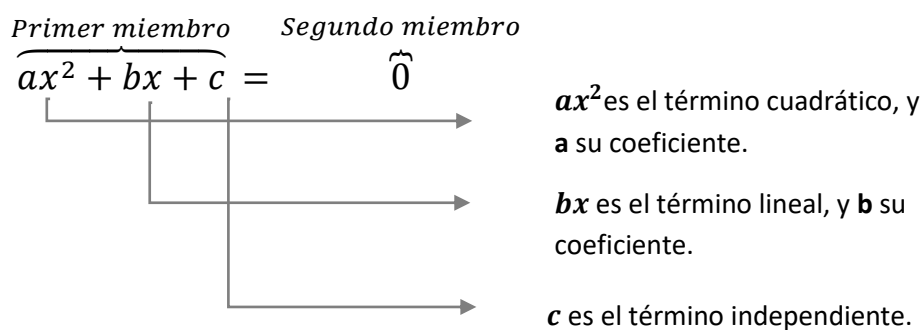 Primer miembro Segundo miembro
ax² + bx + c = 0
ax²es el término cuadrático, y
a su coeficiente.
bx es el término lineal, y b su
coeficiente.
c es el término independiente.